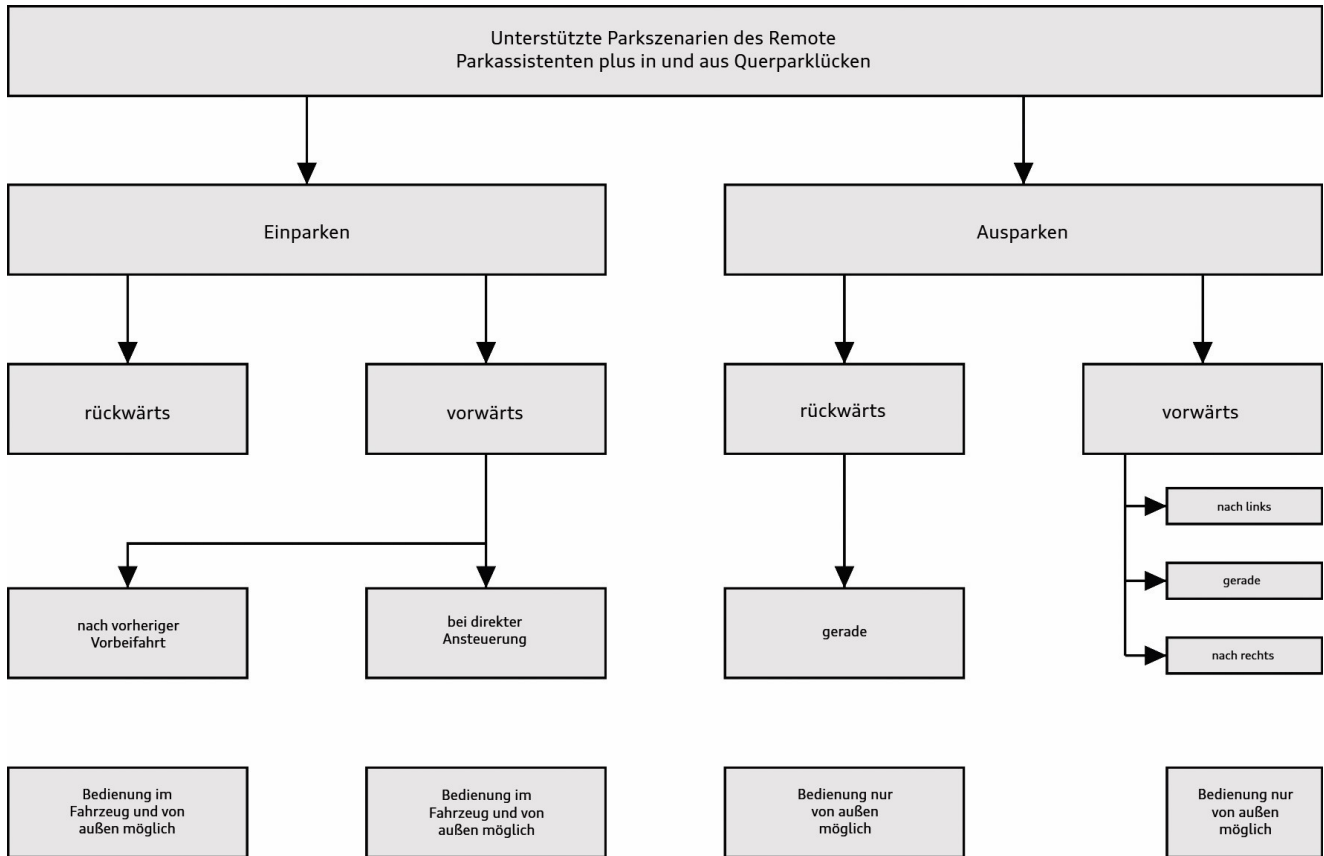 Unterstützte Parkszenarien des Remote
Parkassistenten plus in und aus Querparklücken
Einparken
Ausparken
rückwärts
vorwärts
rückwärts
vorwärts
nach links
gerade
nach rechts
nach vorheriger
Vorbeifahrt
bei direkter
Ansteuerung
gerade
Bedienung im
Fahrzeug und von
außen möglich
Bedienung im
Fahrzeug und von
außen möglich
Bedienung nur
von außen
möglich
Bedienung nur
von außen
möglich